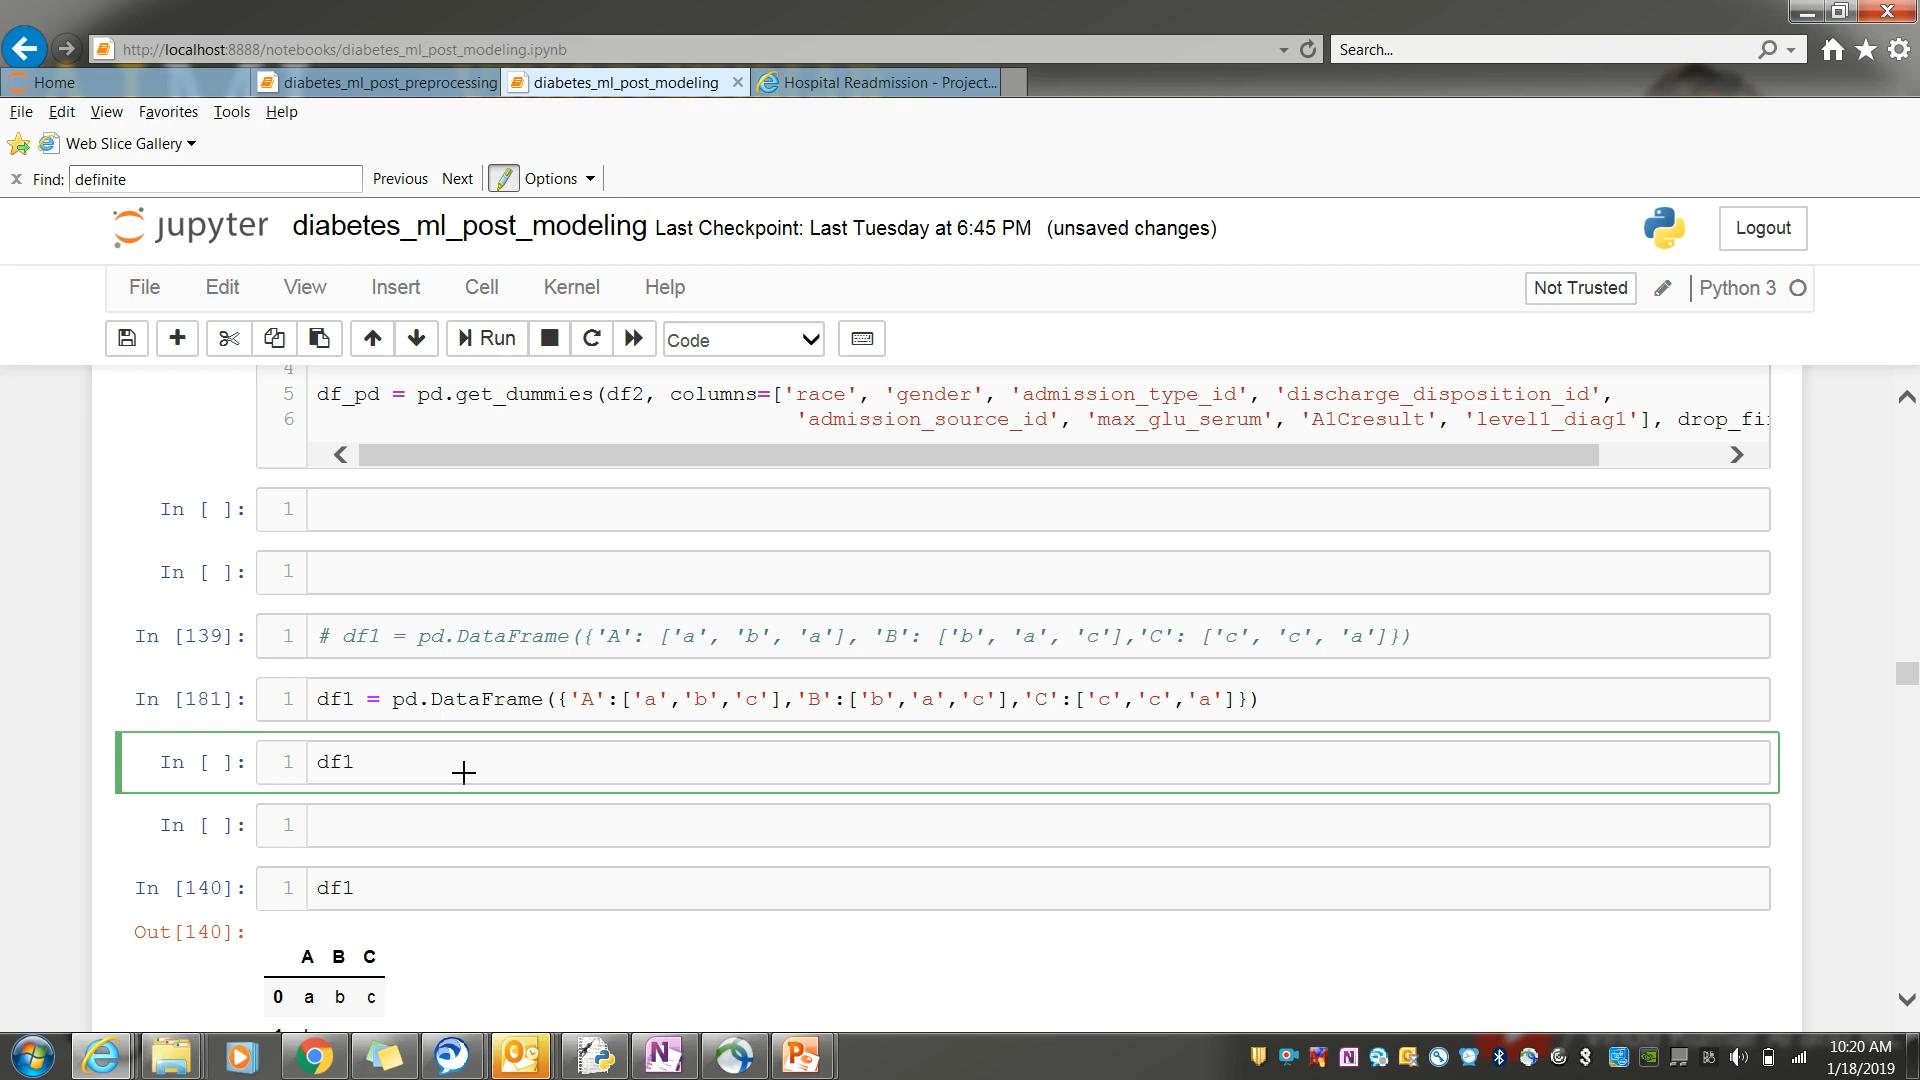 http://localhost:8888/notebooks/diabetes_ml_post_modeling.ipynb
Search...
Home
diabetes_ml_post_preprocessing
diabetes_ml_post_modeling
Hospital Readmission - Project...
File Edit View Favorites Tools Help
Web Slice Gallery
x Find: definite Previous Next Options
jupyter diabetes_ml_post_modeling Last Checkpoint: Last Tuesday at 6:45 PM (unsaved changes)
Logout
File Edit View Insert Cell Kernel Help
Not Trusted
Python 3
Run
Code
4
5 df_pd = pd.get_dummies(df2, columns=['race', 'gender', 'admission_type_id', 'discharge_disposition_id',
6 'admission_source_id', 'max_glu_serum', 'A1Cresult', 'level1_diag1'], drop_fi
In [ ]: 1
In [ ]: 1
In [139]: 1 # df1 = pd.DataFrame({'A': ['a', 'b', 'a'], 'B': ['b', 'a', 'c'],'C': ['c', 'c', 'a']})
In [181]: 1 df1 = pd.DataFrame({'A':['a','b','c'],'B':['b','a','c'],'C':['c','c','a']})
In [ ]: 1 df1
In [ ]: 1
In [140]: 1 df1
Out[140]:
A B C
0 a b c
10:20 AM
1/18/2019